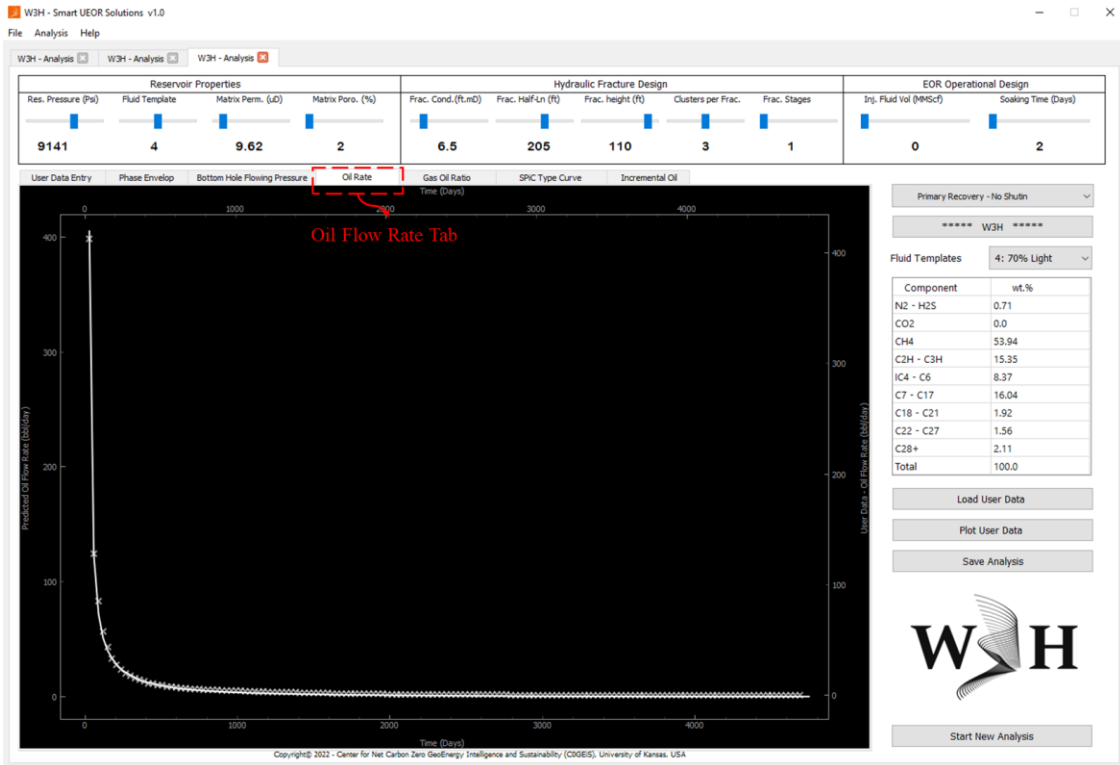 W3H - Smart UEOR Solutions v1.0
File Analysis Help
W3H - Analysis W3H - Analysis W3H - Analysis
Reservoir Properties Hydraulic Fracture Design EOR Operational Design
Res. Pressure (Psi) Fluid Template Matrix Perm. (uD) Matrix Poro. (%) Frac. Cond.(ft.mD) Frac. Half-Ln (ft) Frac. height (ft) Clusters per Frac. Frac. Stages Inj. Fluid Vol (MMScf) Soaking Time (Days)
9141 4 9.62 2 6.5 205 110 3 1 0 2
User Data Entry Phase Envelop Bottom Hole Flowing Pressure Oil Rate Gas Oil Ratio SPiC Type Curve Incremental Oil
Time (Days)
0 1000 2000 3000 4000
Oil Flow Rate Tab
400
300
200
100
0
Predicted Oil Flow Rate (bbl/day)
400
300
200
100
0
User Data - Oil Flow Rate (bbl/day)
0 1000 2000 3000 4000
Time (Days)
Primary Recovery - No Shutin
***** W3H *****
Fluid Templates 4: 70% Light
Component wt.%
N2 - H2S 0.71
CO2 0.0
CH4 53.94
C2H - C3H 15.35
IC4 - C6 8.37
C7 - C17 16.04
C18 - C21 1.92
C22 - C27 1.56
C28+ 2.11
Total 100.0
Load User Data
Plot User Data
Save Analysis
W3H
Start New Analysis
Copyright© 2022 - Center for Net Carbon Zero GeoEnergy Intelligence and Sustainability (C0GEIS), University of Kansas, USA